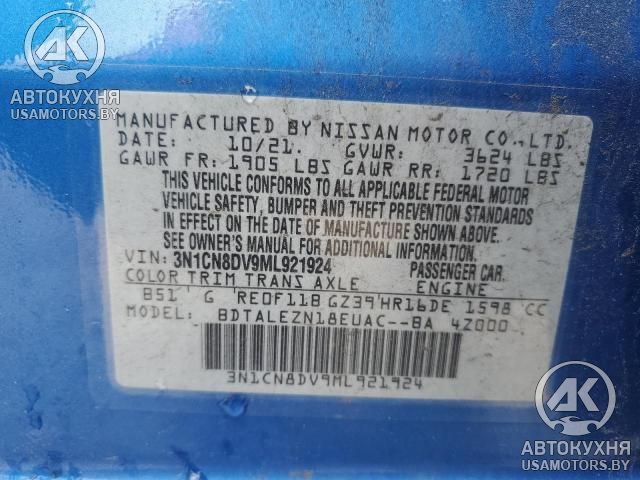 АВТОКУХНЯ
USAMOTORS.BY
АВТОКУХНЯ
USAMOTORS.BY
MANUFACTURED BY NISSAN MOTOR CO.,LTD.
DATE: 10/21. GVWR: 3624 LBS
GAWR FR: 1905 LBS GAWR RR: 1720 LBS
THIS VEHICLE CONFORMS TO ALL APPLICABLE FEDERAL MOTOR
VEHICLE SAFETY, BUMPER AND THEFT PREVENTION STANDARDS
IN EFFECT ON THE DATE OF MANUFACTURE SHOWN ABOVE.
SEE OWNER'S MANUAL FOR ADDITIONAL INFORMATION.
VIN: 3N1CN8DV9ML921924 PASSENGER CAR.
COLOR TRIM TRANS AXLE ENGINE
B51 G RE0F11B GZ39 HR16DE 1598 CC
MODEL: BDTALEZN18EUAC--BA 4Z000
3N1CN8DV9ML921924
AK
АВТОКУХНЯ
USAMOTORS.BY